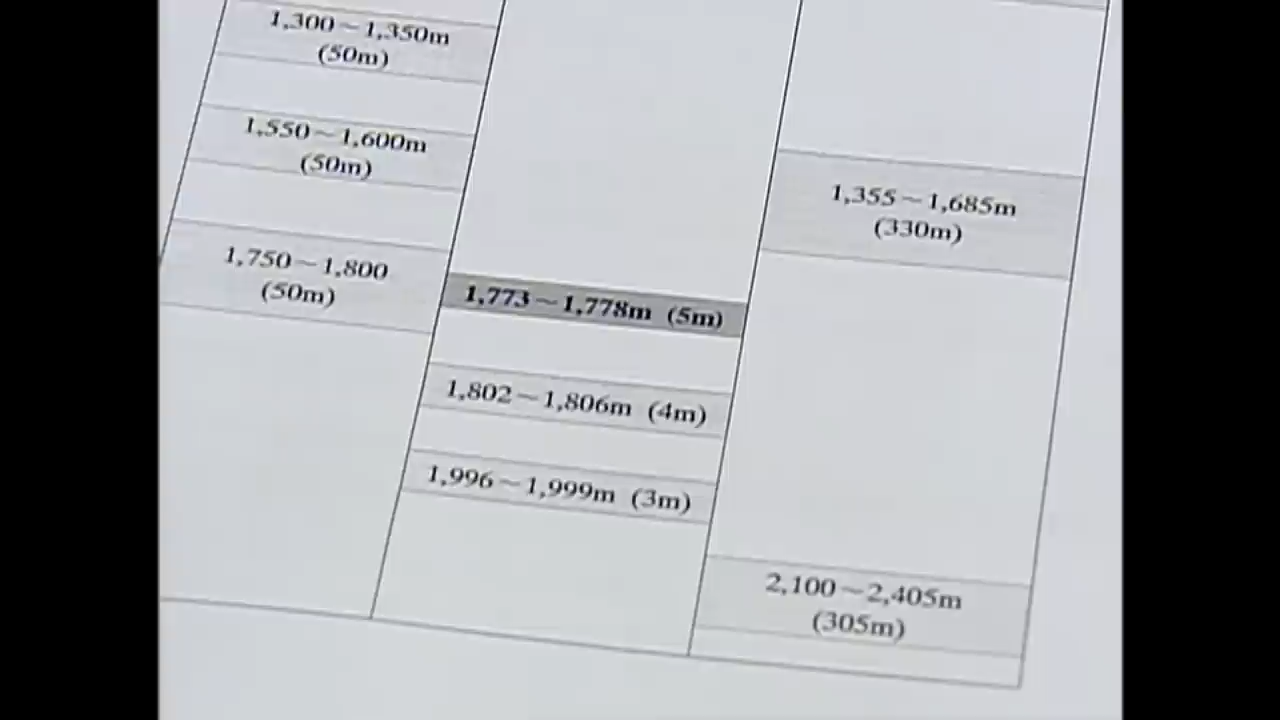 1,300～1,350m
(50m)
1,550～1,600m
(50m)
1,750～1,800
(50m)
1,773～1,778m (5m)
1,802～1,806m (4m)
1,996～1,999m (3m)
1,355～1,685m
(330m)
2,100～2,405m
(305m)